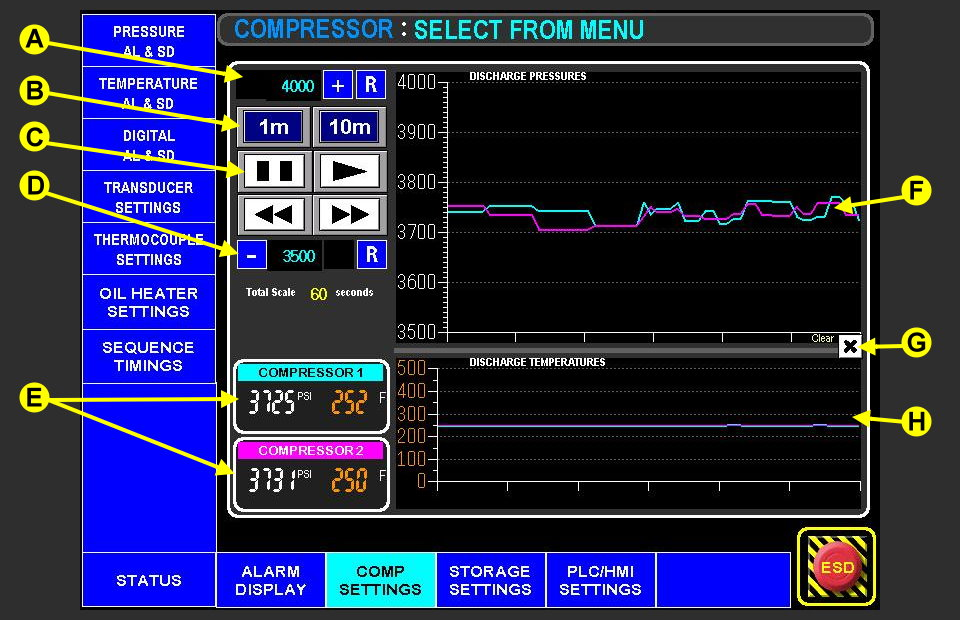 COMPRESSOR : SELECT FROM MENU
PRESSURE
AL & SD
TEMPERATURE
AL & SD
DIGITAL
AL & SD
TRANSDUCER
SETTINGS
THERMOCOUPLE
SETTINGS
OIL HEATER
SETTINGS
SEQUENCE
TIMINGS
A
B
C
D
E
4000 + R
1m 10m
- 3500 R
Total Scale 60 seconds
COMPRESSOR 1
3725 PSI 252 F
COMPRESSOR 2
3731 PSI 250 F
DISCHARGE PRESSURES
4000
3900
3800
3700
3600
3500
Clear
DISCHARGE TEMPERATURES
500
400
300
200
100
0
F
G
H
STATUS
ALARM
DISPLAY
COMP
SETTINGS
STORAGE
SETTINGS
PLC/HMI
SETTINGS
ESD